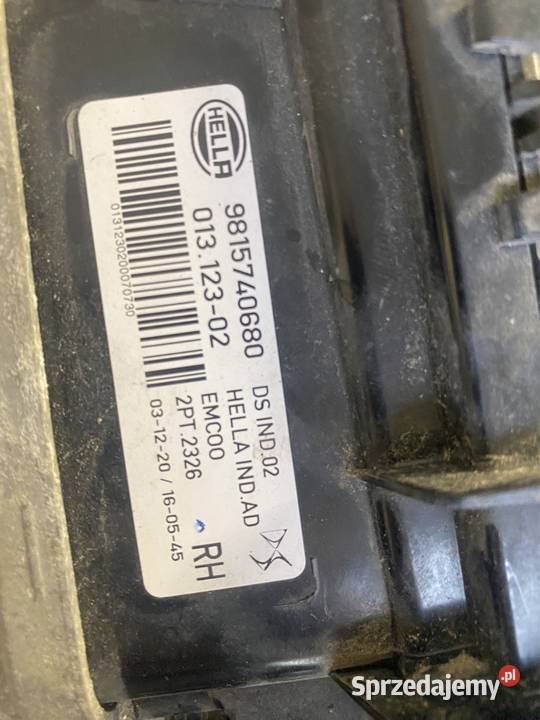 HELLA
9815740680
013.123-02
0131230200070730
DS IND.02
HELLA IND.AD
EMC00
2PT.2326
03-12-20 / 16-05-45
RH
Sprzedajemy.pl